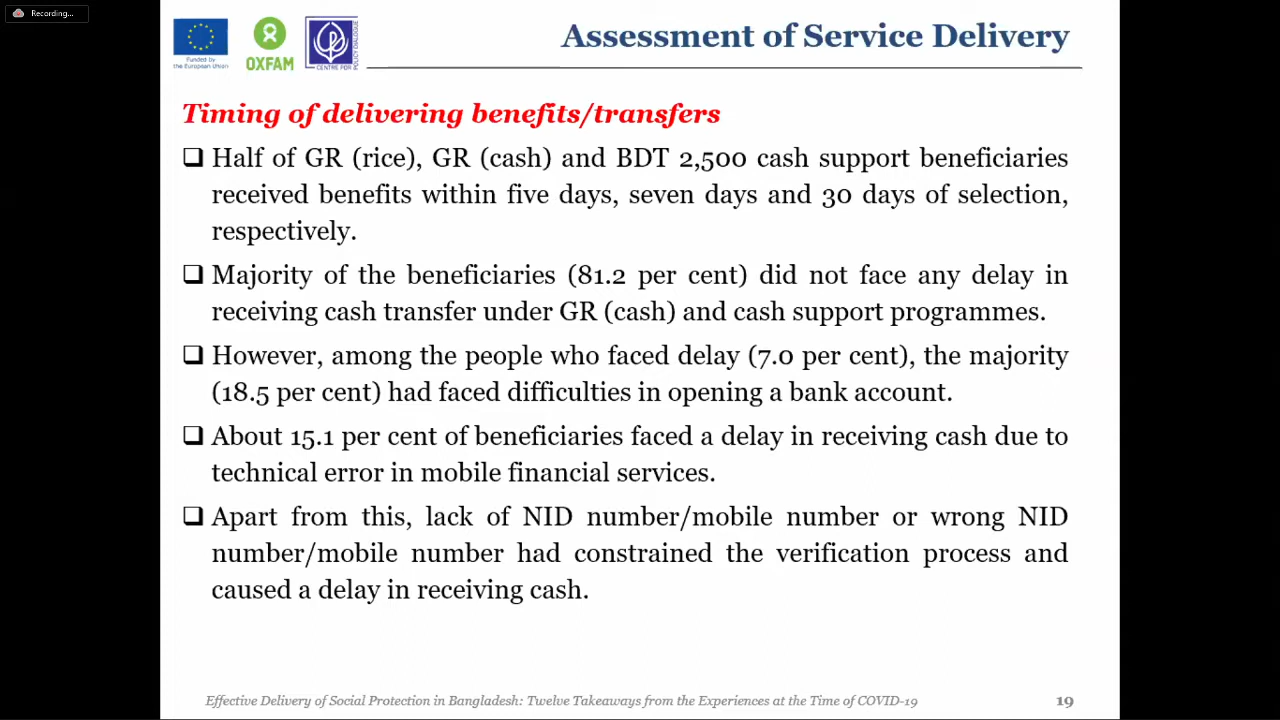 Recording...
Funded by
the European Union
OXFAM
CENTRE FOR
POLICY DIALOGUE
Assessment of Service Delivery
Timing of delivering benefits/transfers
❑ Half of GR (rice), GR (cash) and BDT 2,500 cash support beneficiaries
received benefits within five days, seven days and 30 days of selection,
respectively.
❑ Majority of the beneficiaries (81.2 per cent) did not face any delay in
receiving cash transfer under GR (cash) and cash support programmes.
❑ However, among the people who faced delay (7.0 per cent), the majority
(18.5 per cent) had faced difficulties in opening a bank account.
❑ About 15.1 per cent of beneficiaries faced a delay in receiving cash due to
technical error in mobile financial services.
❑ Apart from this, lack of NID number/mobile number or wrong NID
number/mobile number had constrained the verification process and
caused a delay in receiving cash.
Effective Delivery of Social Protection in Bangladesh: Twelve Takeaways from the Experiences at the Time of COVID-19
19